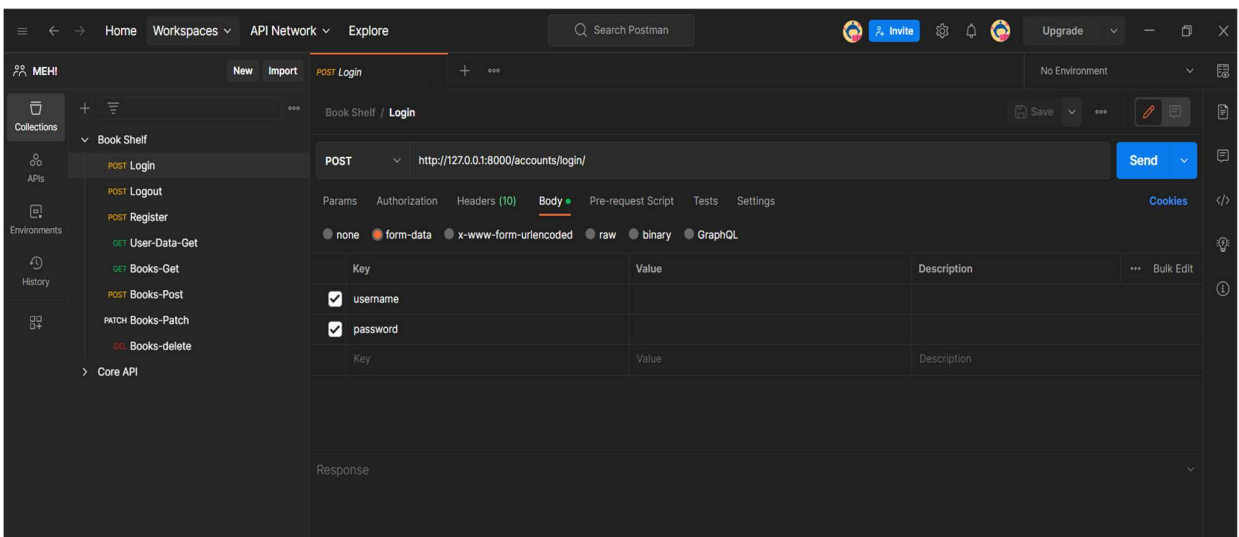 Home Workspaces API Network Explore Search Postman Invite Upgrade
MEH! New Import POST Login No Environment
Collections
APIs
Environments
History
Book Shelf
POST Login
POST Logout
POST Register
GET User-Data-Get
GET Books-Get
POST Books-Post
PATCH Books-Patch
DEL Books-delete
Core API
Book Shelf / Login Save
POST http://127.0.0.1:8000/accounts/login/ Send
Params Authorization Headers (10) Body Pre-request Script Tests Settings Cookies
none form-data x-www-form-urlencoded raw binary GraphQL
Key Value Description Bulk Edit
username
password
Key Value Description
Response